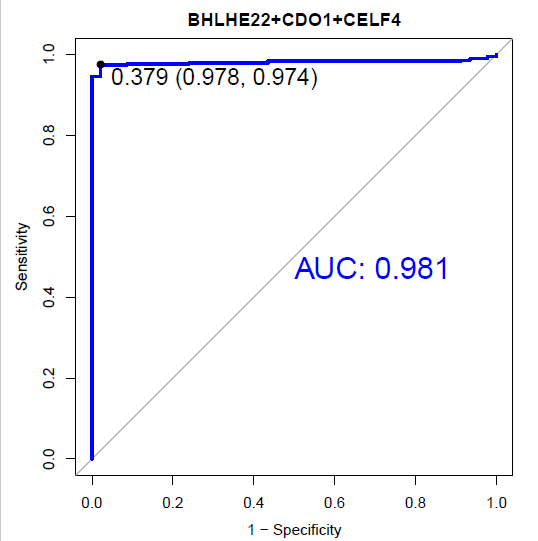 BHLHE22+CDO1+CELF4
1.0
0.379 (0.978, 0.974)
0.8
0.6
Sensitivity
AUC: 0.981
0.4
0.2
0.0
0.0 0.2 0.4 0.6 0.8 1.0
1 − Specificity